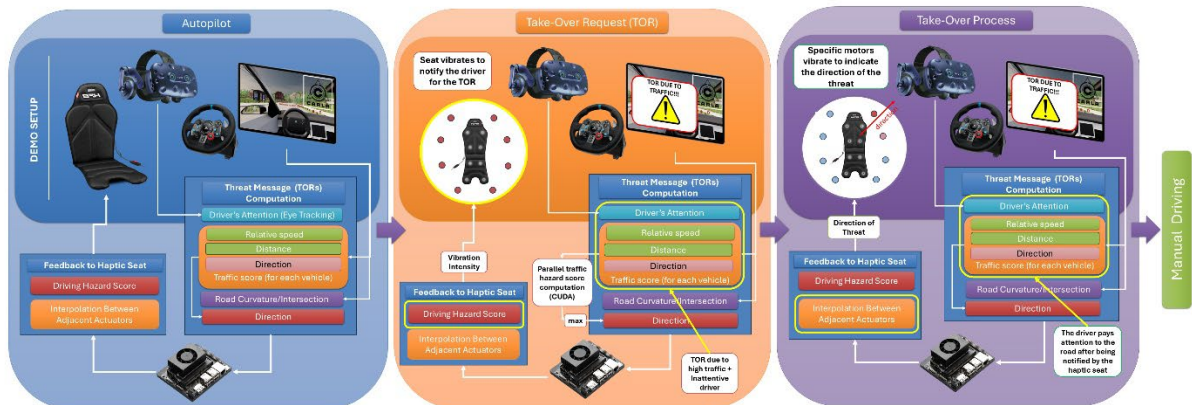 Autopilot
DEMO SETUP
CARLA
Threat Message (TORs)
Computation
Driver's Attention (Eye Tracking)
Relative speed
Distance
Direction
Traffic score (for each vehicle)
Road Curvature/Intersection
Direction
Feedback to Haptic Seat
Driving Hazard Score
Interpolation Between
Adjacent Actuators
Take-Over Request (TOR)
Seat vibrates to
notify the driver
for the TOR
TOR DUE TO
TRAFFIC!!!
Threat Message (TORs)
Computation
Driver's Attention
Relative speed
Distance
Direction
Traffic score (for each vehicle)
Road Curvature/Intersection
Direction
Vibration
Intensity
Parallel traffic
hazard score
computation
(CUDA)
max
Feedback to Haptic Seat
Driving Hazard Score
Interpolation Between
Adjacent Actuators
TOR due to
high traffic +
Inattentive
driver
Take-Over Process
Specific motors
vibrate to indicate
the direction of the
threat
direction
TOR DUE TO
TRAFFIC!!!
Threat Message (TORs)
Computation
Driver's Attention
Relative speed
Distance
Direction
Traffic score (for each vehicle)
Road Curvature/Intersection
Direction
Direction of
Threat
Feedback to Haptic Seat
Driving Hazard Score
Interpolation Between
Adjacent Actuators
The driver pays
attention to the
road after being
notified by the
haptic seat
Manual Driving